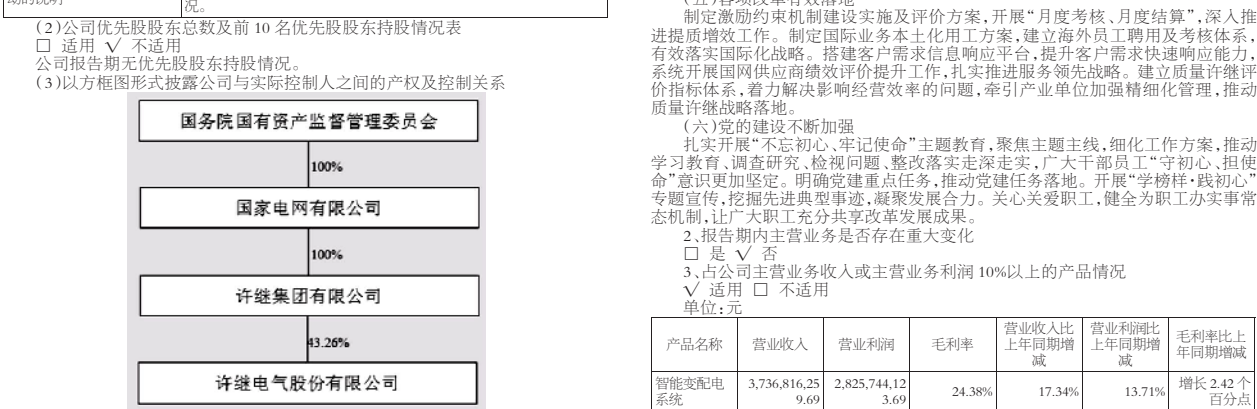 动的说明
况。
(2)公司优先股股东总数及前 10 名优先股股东持股情况表
□ 适用 √ 不适用
公司报告期无优先股股东持股情况。
(3)以方框图形式披露公司与实际控制人之间的产权及控制关系
国务院国有资产监督管理委员会
100%
国家电网有限公司
100%
许继集团有限公司
43.26%
许继电气股份有限公司
(五)各项改革有效落地
制定激励约束机制建设实施及评价方案,开展“月度考核、月度结算”,深入推
进提质增效工作。制定国际业务本土化用工方案,建立海外员工聘用及考核体系,
有效落实国际化战略。搭建客户需求信息响应平台,提升客户需求快速响应能力,
系统开展国网供应商绩效评价提升工作,扎实推进服务领先战略。建立质量许继评
价指标体系,着力解决影响经营效率的问题,牵引产业单位加强精细化管理,推动
质量许继战略落地。
(六)党的建设不断加强
扎实开展“不忘初心、牢记使命”主题教育,聚焦主题主线,细化工作方案,推动
学习教育、调查研究、检视问题、整改落实走深走实,广大干部员工“守初心、担使
命”意识更加坚定。明确党建重点任务,推动党建任务落地。开展“学榜样·践初心”
专题宣传,挖掘先进典型事迹,凝聚发展合力。关心关爱职工,健全为职工办实事常
态机制,让广大职工充分共享改革发展成果。
2、报告期内主营业务是否存在重大变化
□ 是 √ 否
3、占公司主营业务收入或主营业务利润 10%以上的产品情况
√ 适用 □ 不适用
单位:元
产品名称 营业收入 营业利润 毛利率 营业收入比上年同期增减 营业利润比上年同期增减 毛利率比上年同期增减
智能变配电系统 3,736,816,259.69 2,825,744,123.69 24.38% 17.34% 13.71% 增长 2.42 个百分点